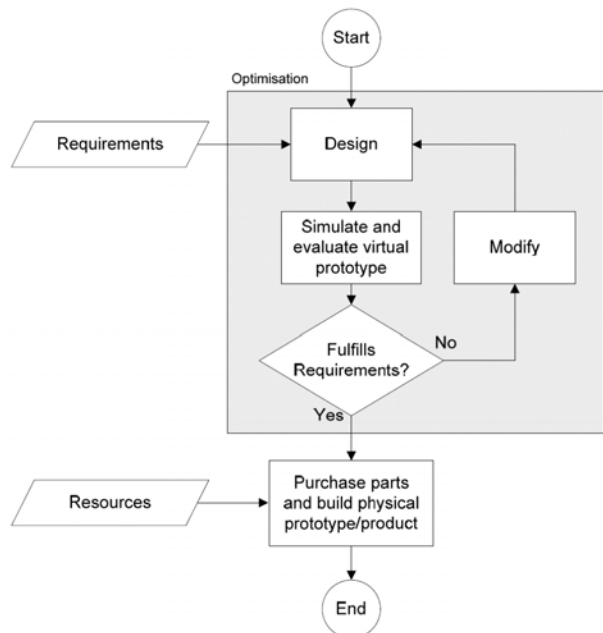 Start
Optimisation
Requirements
Design
Simulate and
evaluate virtual
prototype
Modify
Fulfills
Requirements?
No
Yes
Resources
Purchase parts
and build physical
prototype/product
End